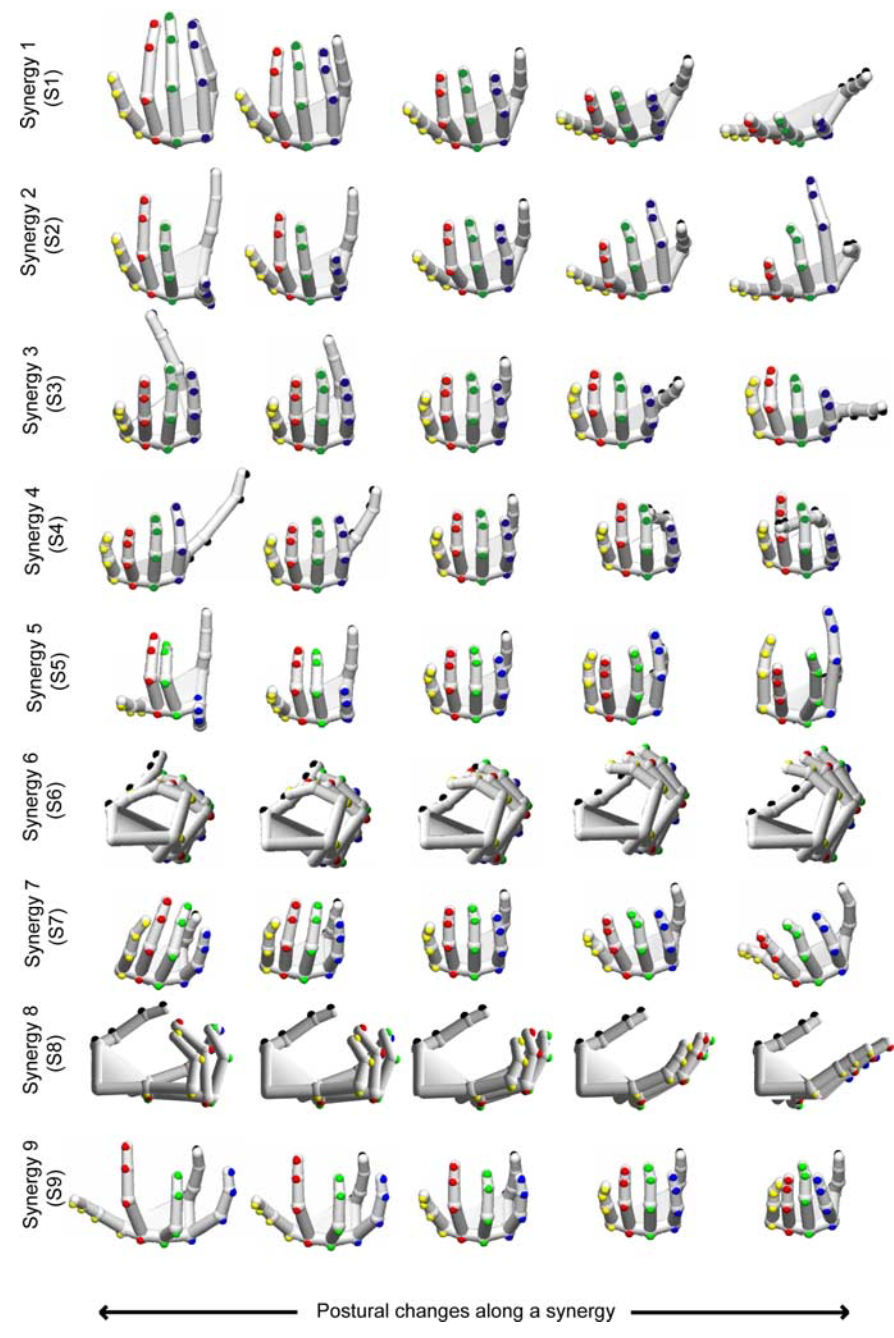 Synergy 1
(S1)
Synergy 2
(S2)
Synergy 3
(S3)
Synergy 4
(S4)
Synergy 5
(S5)
Synergy 6
(S6)
Synergy 7
(S7)
Synergy 8
(S8)
Synergy 9
(S9)
Postural changes along a synergy